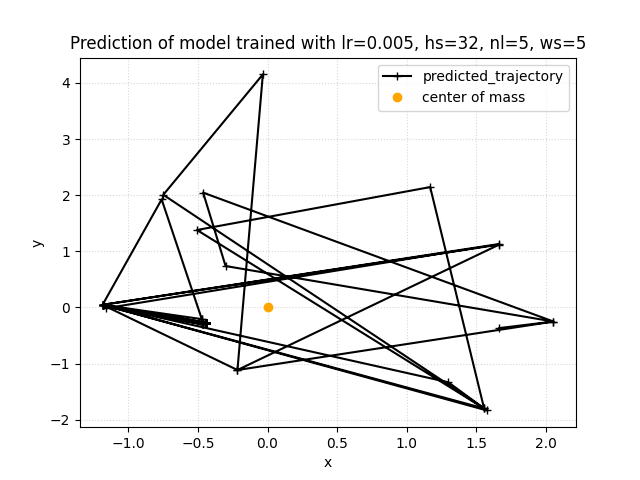 Prediction of model trained with lr=0.005, hs=32, nl=5, ws=5
predicted_trajectory
center of mass
4
3
2
1
0
−1
−2
y
−1.0 −0.5 0.0 0.5 1.0 1.5 2.0
x